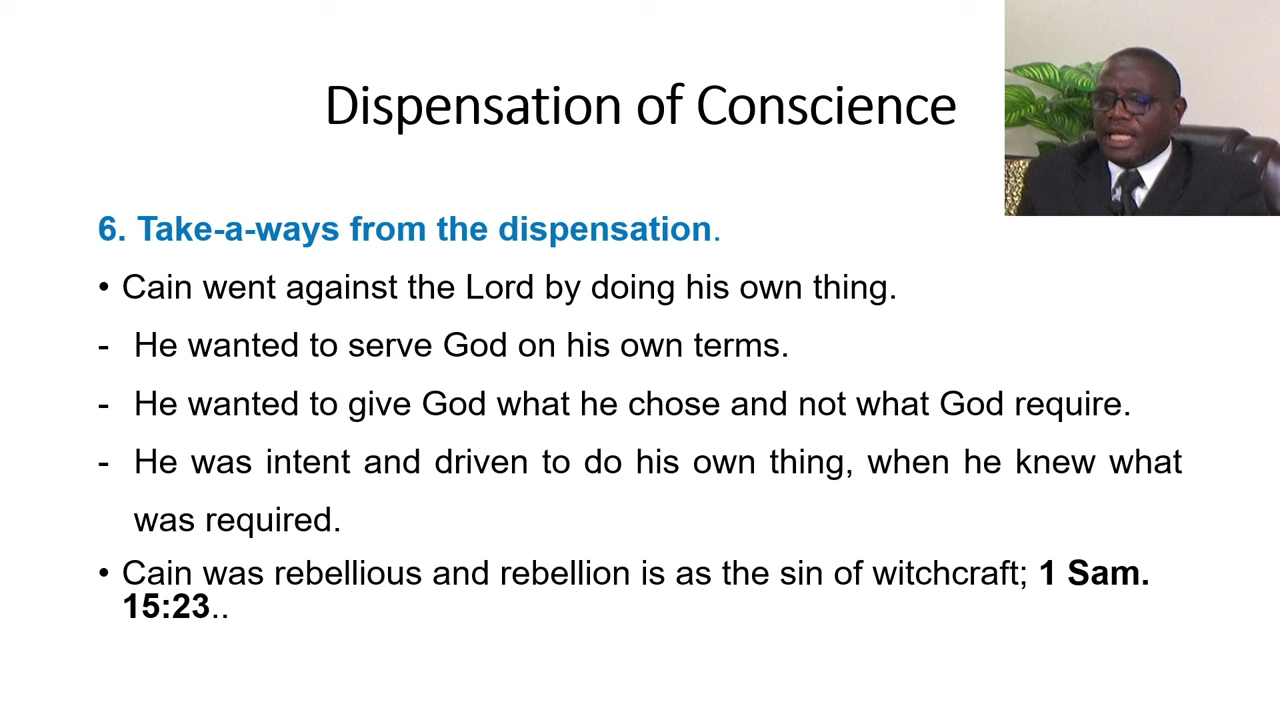 Dispensation of Conscience
6. Take-a-ways from the dispensation.
• Cain went against the Lord by doing his own thing.
- He wanted to serve God on his own terms.
- He wanted to give God what he chose and not what God require.
- He was intent and driven to do his own thing, when he knew what
was required.
• Cain was rebellious and rebellion is as the sin of witchcraft; 1 Sam.
15:23..